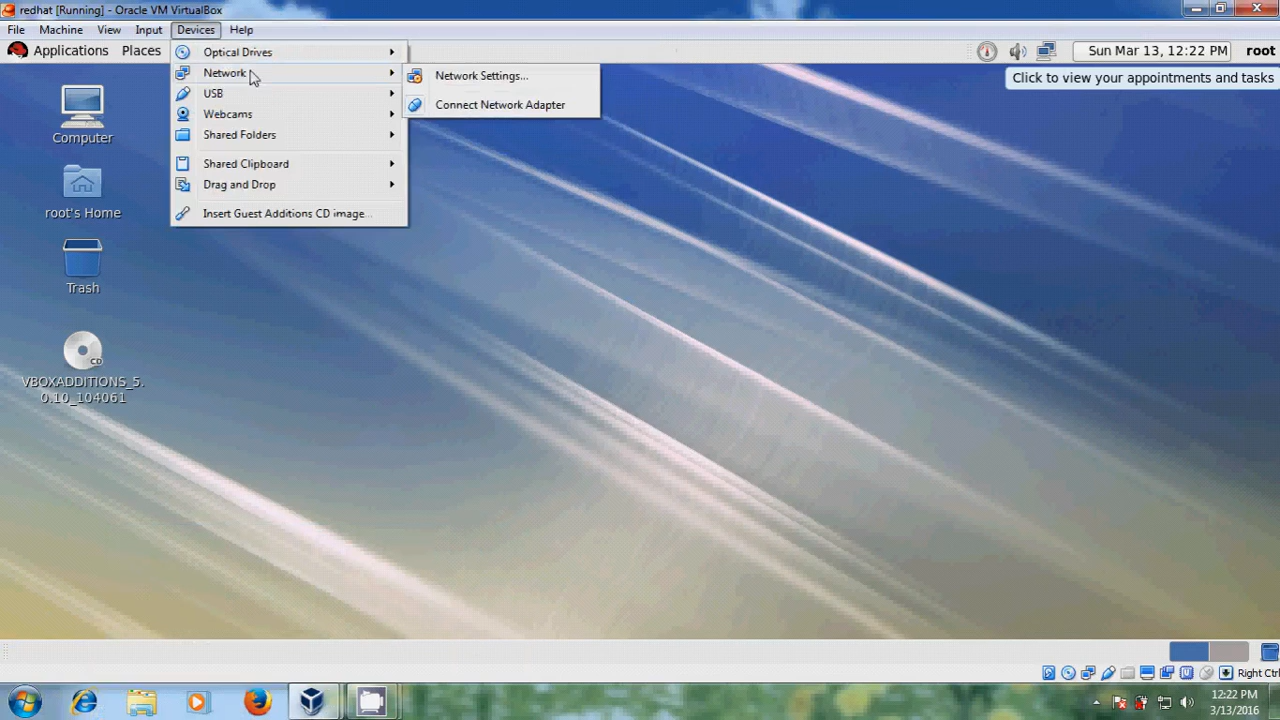 redhat [Running] - Oracle VM VirtualBox
File Machine View Input Devices Help
Applications Places
Sun Mar 13, 12:22 PM root
Click to view your appointments and tasks
Optical Drives
Network
USB
Webcams
Shared Folders
Shared Clipboard
Drag and Drop
Insert Guest Additions CD image...
Network Settings...
Connect Network Adapter
Computer
root's Home
Trash
CD
VBOXADDITIONS_5.
0.10_104061
Right Ctrl
12:22 PM
3/13/2016